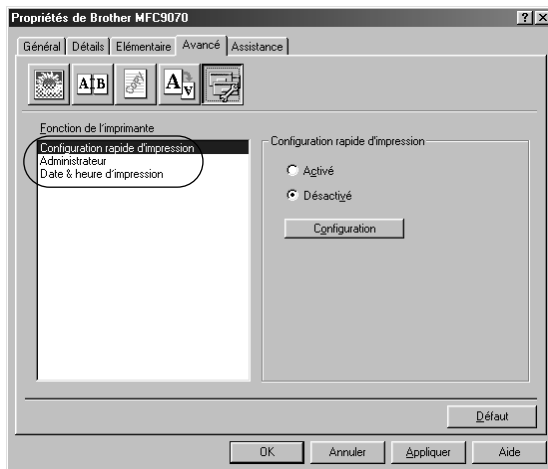 Propriétés de Brother MFC9070
Général Détails Elémentaire Avancé Assistance
A B
A
Fonction de l'imprimante
Configuration rapide d'impression
Administrateur
Date & heure d'impression
Configuration rapide d'impression
Activé
Désactivé
Configuration
Défaut
OK Annuler Appliquer Aide